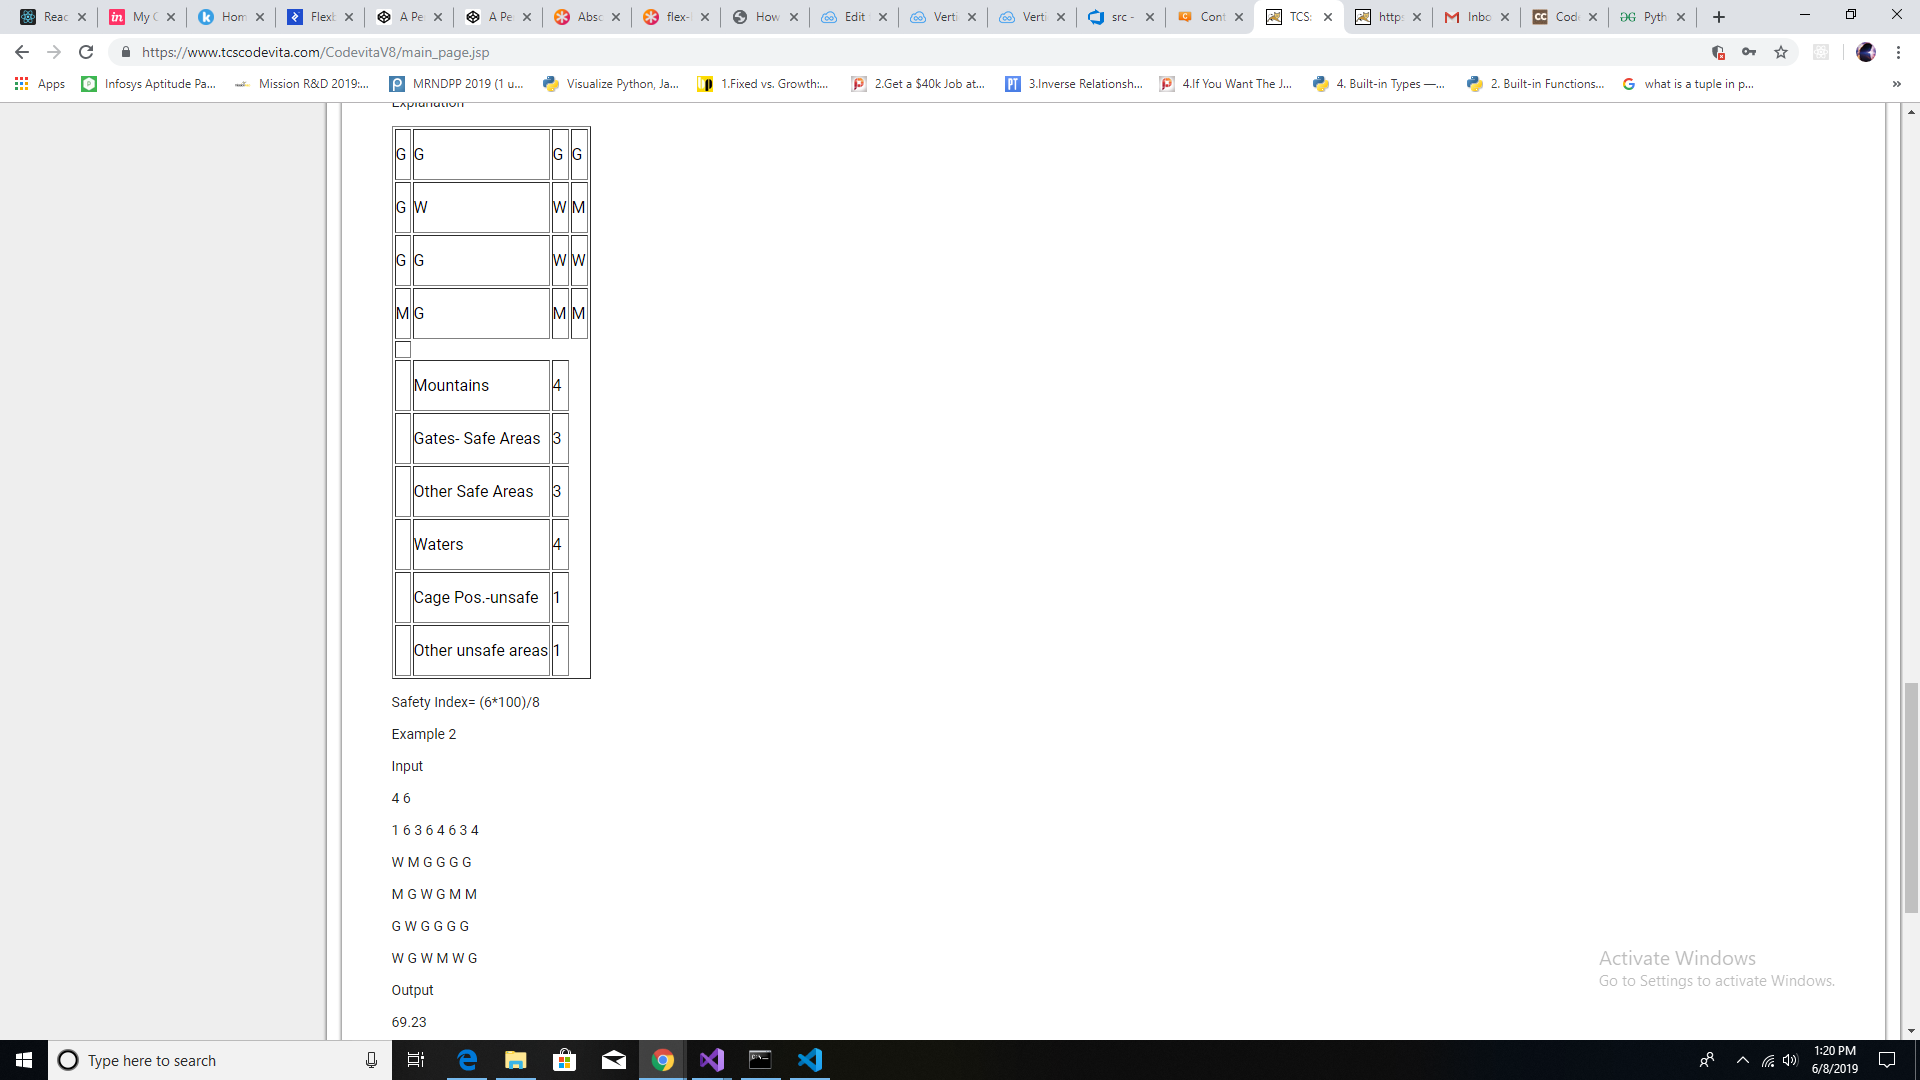 Reac
My C
Hom
Flexb
A Pe
A Pe
Absc
flex-
How
Edit
Verti
Verti
src -
Cont
TCS:
https
Inbo
Code
Pyth
https://www.tcscodevita.com/CodevitaV8/main_page.jsp
Apps
Infosys Aptitude Pa...
Mission R&D 2019:...
MRNDPP 2019 (1 u...
Visualize Python, Ja...
1.Fixed vs. Growth:...
2.Get a $40k Job at...
3.Inverse Relationsh...
4.If You Want The J...
4. Built-in Types —...
2. Built-in Functions...
what is a tuple in p...
»
Explanation
G G G G
G W W M
G G W W
M G M M
Mountains 4
Gates- Safe Areas 3
Other Safe Areas 3
Waters 4
Cage Pos.-unsafe 1
Other unsafe areas 1
Safety Index= (6*100)/8
Example 2
Input
4 6
1 6 3 6 4 6 3 4
W M G G G G
M G W G M M
G W G G G G
W G W M W G
Output
69.23
Activate Windows
Go to Settings to activate Windows.
Type here to search
1:20 PM
6/8/2019